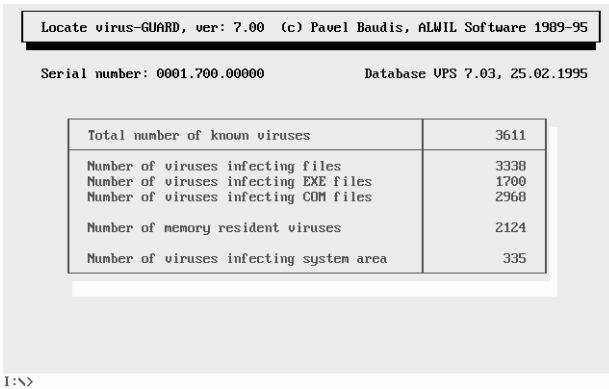 Locate virus-GUARD, ver: 7.00 (c) Pavel Baudis, ALWIL Software 1989-95
Serial number: 0001.700.00000 Database VPS 7.03, 25.02.1995
Total number of known viruses 3611
Number of viruses infecting files 3338
Number of viruses infecting EXE files 1700
Number of viruses infecting COM files 2968
Number of memory resident viruses 2124
Number of viruses infecting system area 335
I:\>